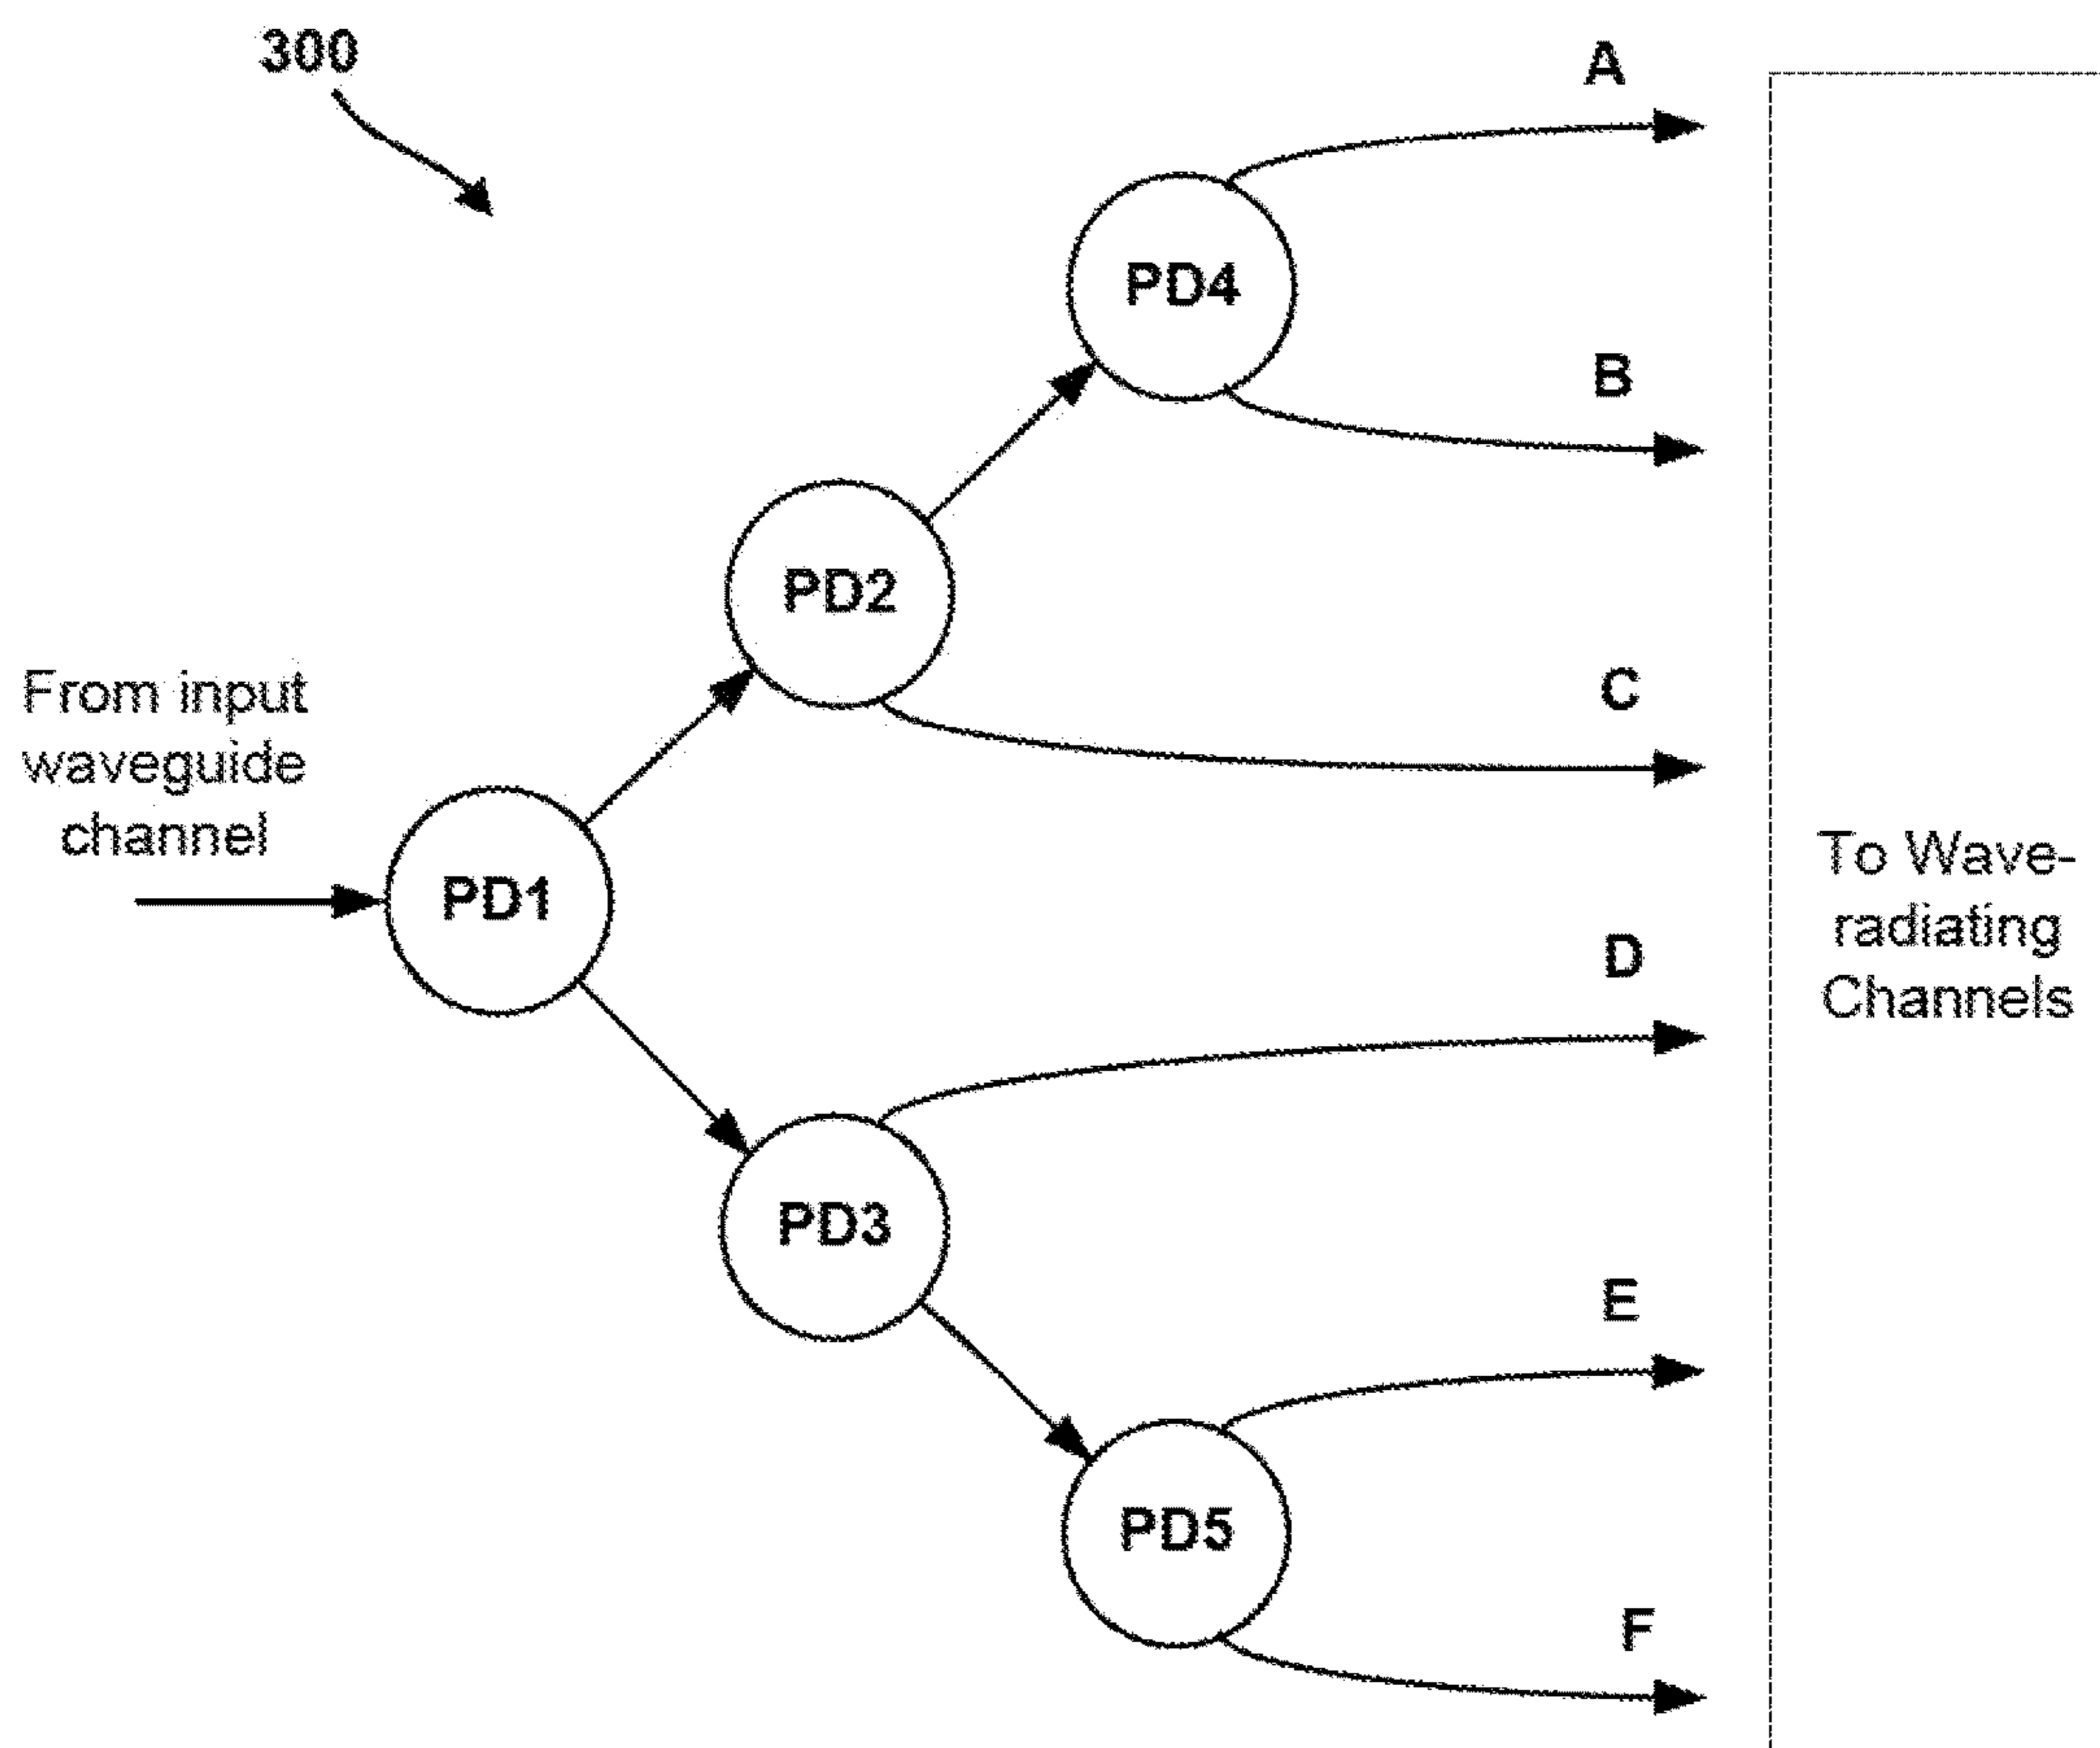 300
A
PD4
B
PD2
C
From input
waveguide
channel
PD1
To Wave-
radiating
Channels
D
PD3
E
PD5
F